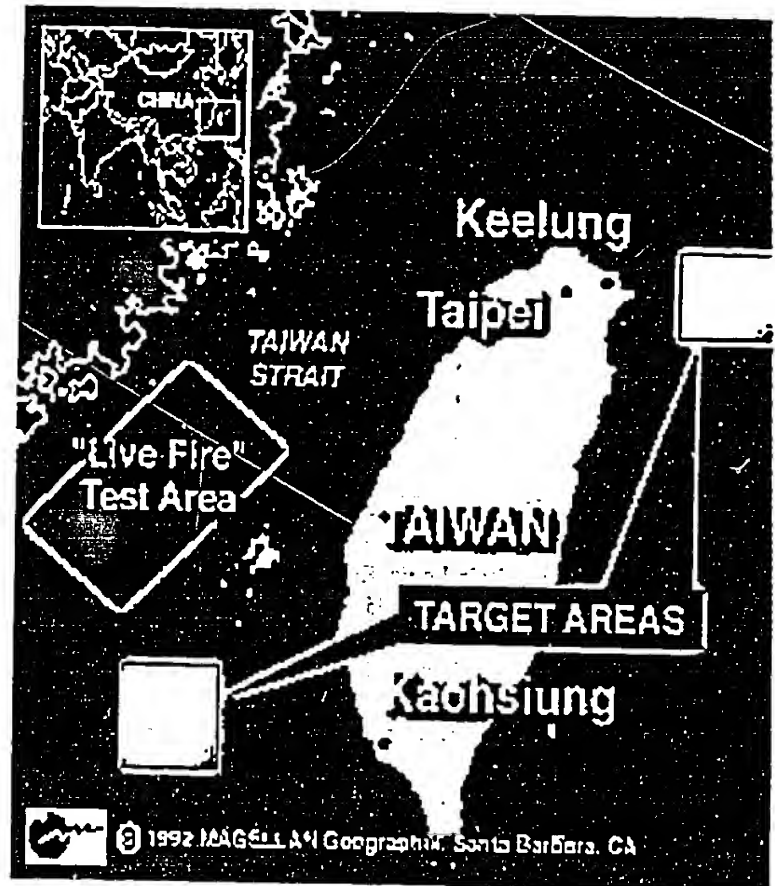 CHINA
Keelung
Taipei
TAIWAN
STRAIT
"Live Fire"
Test Area
TAIWAN
TARGET AREAS
Kaohsiung
© 1992 MAGELLAN Geographix, Santa Barbara, CA